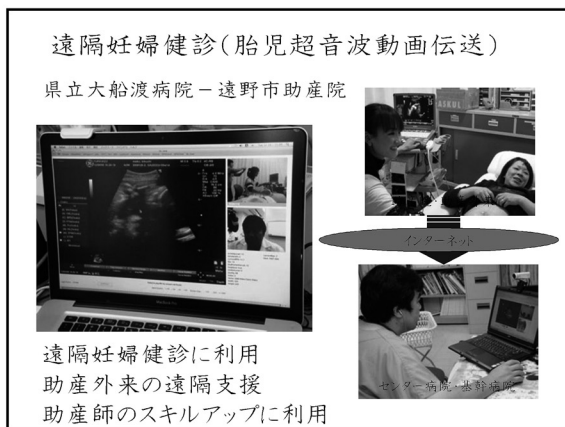 遠隔妊婦健診(胎児超音波動画伝送)
県立大船渡病院－遠野市助産院
ASKUL
インターネット
センター病院・基幹病院
遠隔妊婦健診に利用
助産外来の遠隔支援
助産師のスキルアップに利用